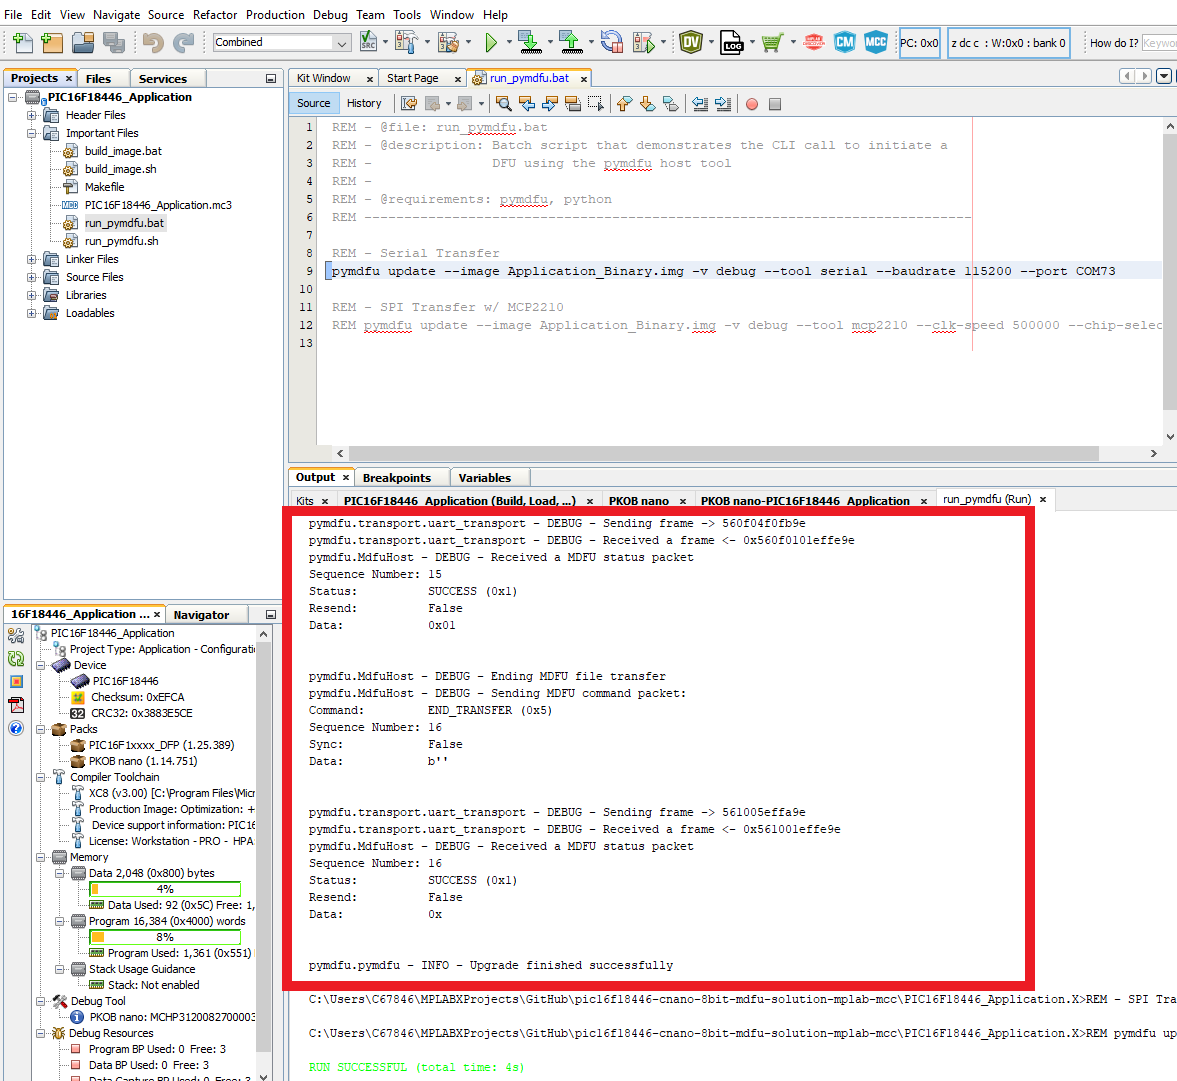 File Edit View Navigate Source Refactor Production Debug Team Tools Window Help
Combined
SRC
DV
LOG
CM
MCC
PC: 0x0
z dc c : W:0x0 : bank 0
How do I?
Keywo
Projects × Files Services
PIC16F18446_Application
Header Files
Important Files
build_image.bat
build_image.sh
Makefile
PIC16F18446_Application.mc3
run_pymdfu.bat
run_pymdfu.sh
Linker Files
Source Files
Libraries
Loadables
Kit Window × Start Page × run_pymdfu.bat ×
Source History
1 REM - @file: run_pymdfu.bat
2 REM - @description: Batch script that demonstrates the CLI call to initiate a
3 REM - DFU using the pymdfu host tool
4 REM -
5 REM - @requirements: pymdfu, python
6 REM ----------------------------------------------------------------------------
7
8 REM - Serial Transfer
9 pymdfu update --image Application_Binary.img -v debug --tool serial --baudrate 115200 --port COM73
10
11 REM - SPI Transfer w/ MCP2210
12 REM pymdfu update --image Application_Binary.img -v debug --tool mcp2210 --clk-speed 500000 --chip-selec
13
Output × Breakpoints Variables
Kits × PIC16F18446_Application (Build, Load, ...) × PKOB nano × PKOB nano-PIC16F18446_Application × run_pymdfu (Run) ×
pymdfu.transport.uart_transport - DEBUG - Sending frame -> 560f04f0fb9e
pymdfu.transport.uart_transport - DEBUG - Received a frame <- 0x560f0101effe9e
pymdfu.MdfuHost - DEBUG - Received a MDFU status packet
Sequence Number: 15
Status: SUCCESS (0x1)
Resend: False
Data: 0x01
pymdfu.MdfuHost - DEBUG - Ending MDFU file transfer
pymdfu.MdfuHost - DEBUG - Sending MDFU command packet:
Command: END_TRANSFER (0x5)
Sequence Number: 16
Sync: False
Data: b''
pymdfu.transport.uart_transport - DEBUG - Sending frame -> 561005effa9e
pymdfu.transport.uart_transport - DEBUG - Received a frame <- 0x561001effe9e
pymdfu.MdfuHost - DEBUG - Received a MDFU status packet
Sequence Number: 16
Status: SUCCESS (0x1)
Resend: False
Data: 0x
pymdfu.pymdfu - INFO - Upgrade finished successfully
C:\Users\C67846\MPLABXProjects\GitHub\pic16f18446-cnano-8bit-mdfu-solution-mplab-mcc\PIC16F18446_Application.X>REM - SPI Tra
C:\Users\C67846\MPLABXProjects\GitHub\pic16f18446-cnano-8bit-mdfu-solution-mplab-mcc\PIC16F18446_Application.X>REM pymdfu up
RUN SUCCESSFUL (total time: 4s)
16F18446_Application ... × Navigator
PIC16F18446_Application
Project Type: Application - Configuratio
Device
PIC16F18446
Checksum: 0xEFCA
CRC32: 0x3883E5CE
Packs
PIC16F1xxxx_DFP (1.25.389)
PKOB nano (1.14.751)
Compiler Toolchain
XC8 (v3.00) [C:\Program Files\Micr
Production Image: Optimization: +
Device support information: PIC16
License: Workstation - PRO - HPA
Memory
Data 2,048 (0x800) bytes
4%
Data Used: 92 (0x5C) Free: 1,
Program 16,384 (0x4000) words
8%
Program Used: 1,361 (0x551)
Stack Usage Guidance
Stack: Not enabled
Debug Tool
PKOB nano: MCHP3120082700003
Debug Resources
Program BP Used: 0 Free: 3
Data BP Used: 0 Free: 3
Data Capture BP Used: 0 Free: 3